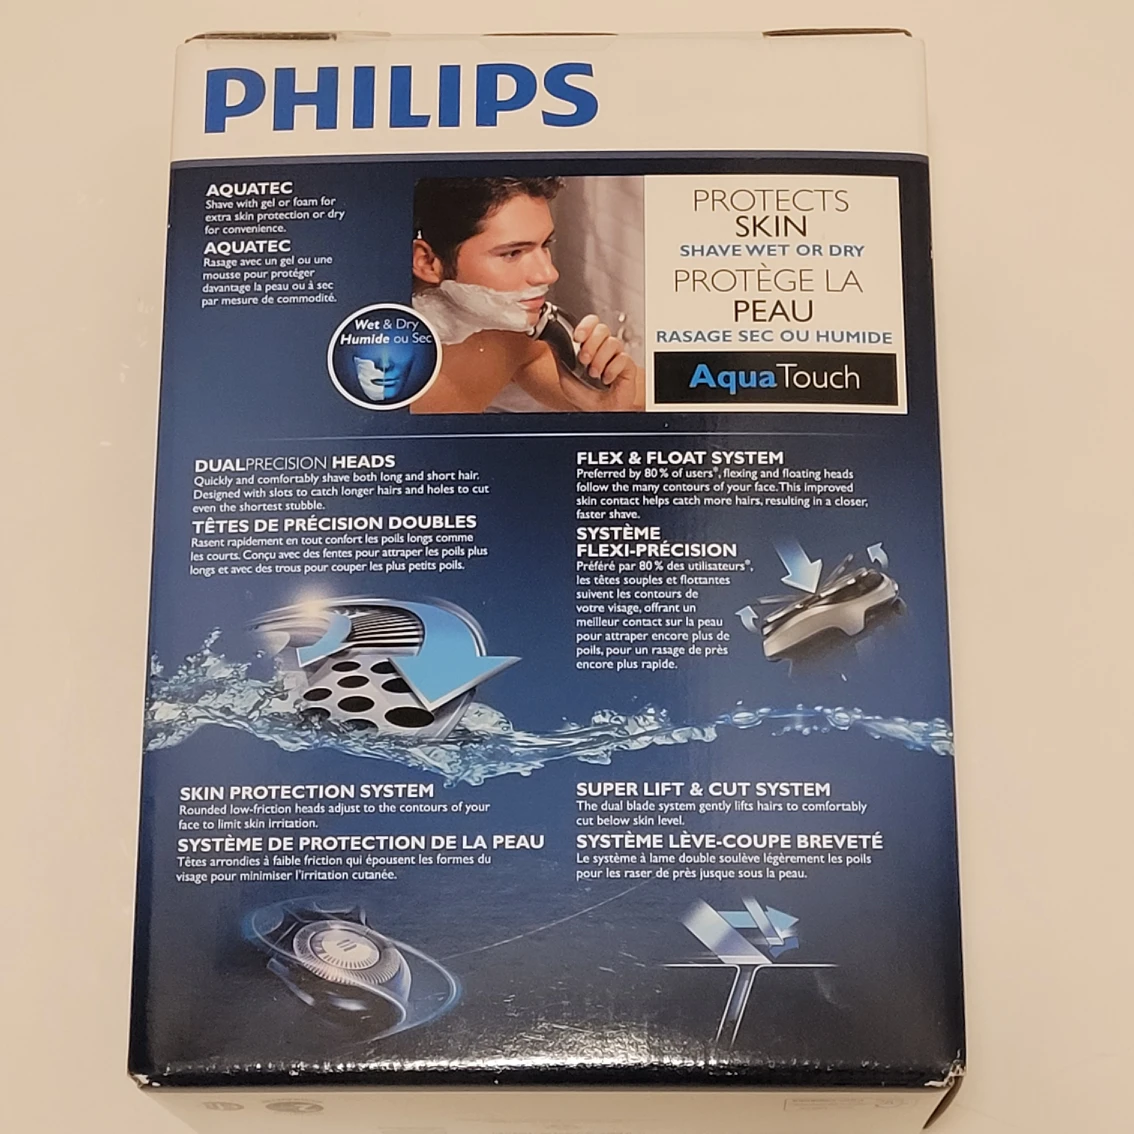 PHILIPS
AQUATEC
Shave with gel or foam for
extra skin protection or dry
for convenience.
AQUATEC
Rasage avec un gel ou une
mousse pour protéger
davantage la peau ou à sec
par mesure de commodité.
Wet & Dry
Humide ou Sec
PROTECTS
SKIN
SHAVE WET OR DRY
PROTÈGE LA
PEAU
RASAGE SEC OU HUMIDE
AquaTouch
DUALPRECISION HEADS
Quickly and comfortably shave both long and short hair.
Designed with slots to catch longer hairs and holes to cut
even the shortest stubble.
TÊTES DE PRÉCISION DOUBLES
Rasent rapidement en tout confort les poils longs comme
les courts. Conçu avec des fentes pour attraper les poils plus
longs et avec des trous pour couper les plus petits poils.
FLEX & FLOAT SYSTEM
Preferred by 80 % of users*, flexing and floating heads
follow the many contours of your face. This improved
skin contact helps catch more hairs, resulting in a closer,
faster shave.
SYSTÈME
FLEXI-PRÉCISION
Préféré par 80 % des utilisateurs*,
les têtes souples et flottantes
suivent les contours de
votre visage, offrant un
meilleur contact sur la peau
pour attraper encore plus de
poils, pour un rasage de près
encore plus rapide.
SKIN PROTECTION SYSTEM
Rounded low-friction heads adjust to the contours of your
face to limit skin irritation.
SYSTÈME DE PROTECTION DE LA PEAU
Têtes arrondies à faible friction qui épousent les formes du
visage pour minimiser l'irritation cutanée.
SUPER LIFT & CUT SYSTEM
The dual blade system gently lifts hairs to comfortably
cut below skin level.
SYSTÈME LÈVE-COUPE BREVETÉ
Le système à lame double soulève légèrement les poils
pour les raser de près jusque sous la peau.